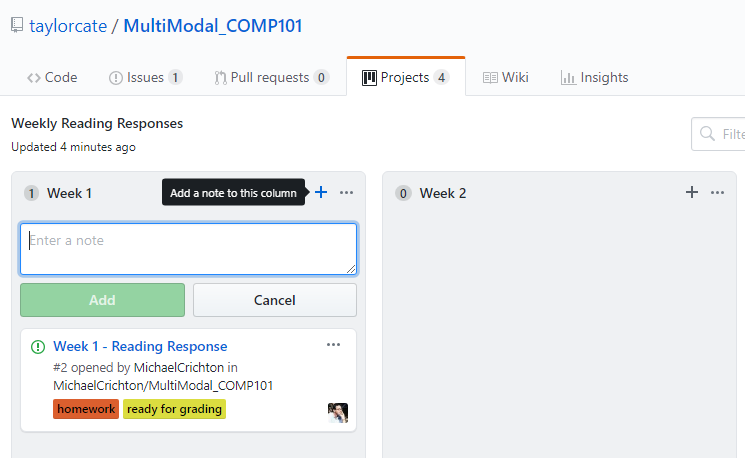 taylorcate / MultiModal_COMP101
Code Issues 1 Pull requests 0 Projects 4 Wiki Insights
Weekly Reading Responses
Updated 4 minutes ago
Filte
1 Week 1 Add a note to this column + ...
0 Week 2 + ...
Enter a note
Add Cancel
Week 1 - Reading Response ...
#2 opened by MichaelCrichton in
MichaelCrichton/MultiModal_COMP101
homework ready for grading